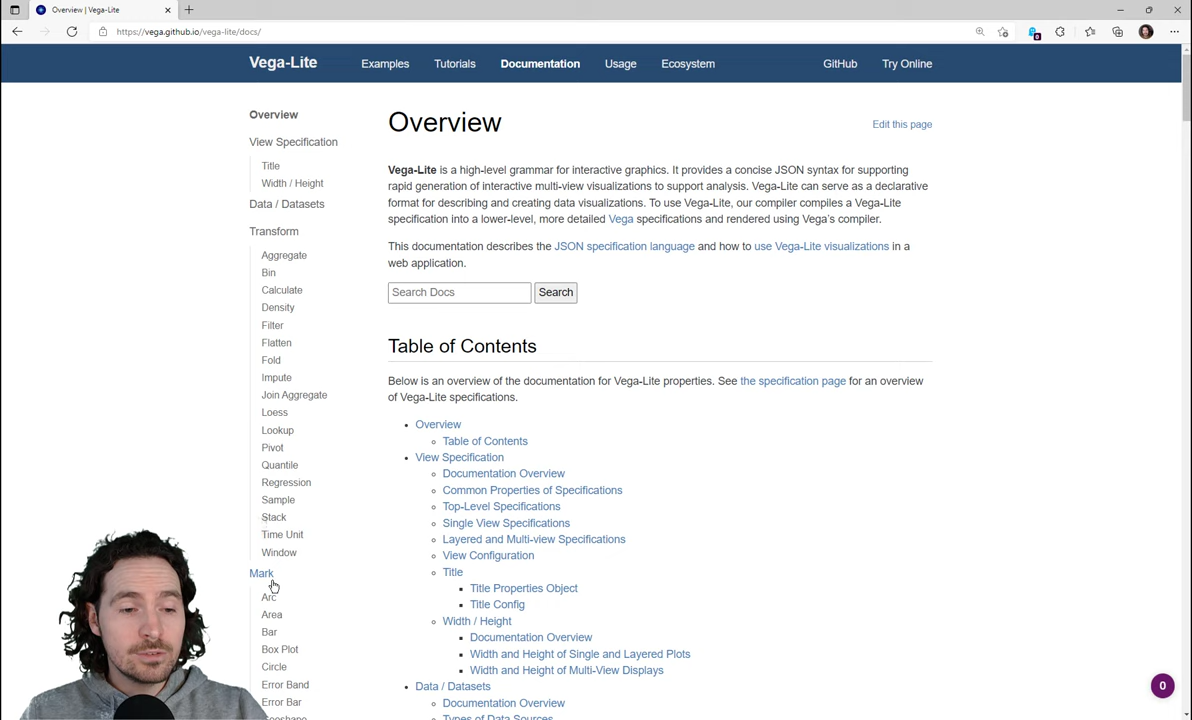 Overview | Vega-Lite
https://vega.github.io/vega-lite/docs/
0
Vega-Lite
Examples
Tutorials
Documentation
Usage
Ecosystem
GitHub
Try Online
Overview
View Specification
Title
Width / Height
Data / Datasets
Transform
Aggregate
Bin
Calculate
Density
Filter
Flatten
Fold
Impute
Join Aggregate
Loess
Lookup
Pivot
Quantile
Regression
Sample
Stack
Time Unit
Window
Mark
Arc
Area
Bar
Box Plot
Circle
Error Band
Error Bar
Geoshape
Overview
Edit this page
Vega-Lite is a high-level grammar for interactive graphics. It provides a concise JSON syntax for supporting
rapid generation of interactive multi-view visualizations to support analysis. Vega-Lite can serve as a declarative
format for describing and creating data visualizations. To use Vega-Lite, our compiler compiles a Vega-Lite
specification into a lower-level, more detailed Vega specifications and rendered using Vega's compiler.
This documentation describes the JSON specification language and how to use Vega-Lite visualizations in a
web application.
Search Docs
Search
Table of Contents
Below is an overview of the documentation for Vega-Lite properties. See the specification page for an overview
of Vega-Lite specifications.
Overview
Table of Contents
View Specification
Documentation Overview
Common Properties of Specifications
Top-Level Specifications
Single View Specifications
Layered and Multi-view Specifications
View Configuration
Title
Title Properties Object
Title Config
Width / Height
Documentation Overview
Width and Height of Single and Layered Plots
Width and Height of Multi-View Displays
Data / Datasets
Documentation Overview
Types of Data Sources
0